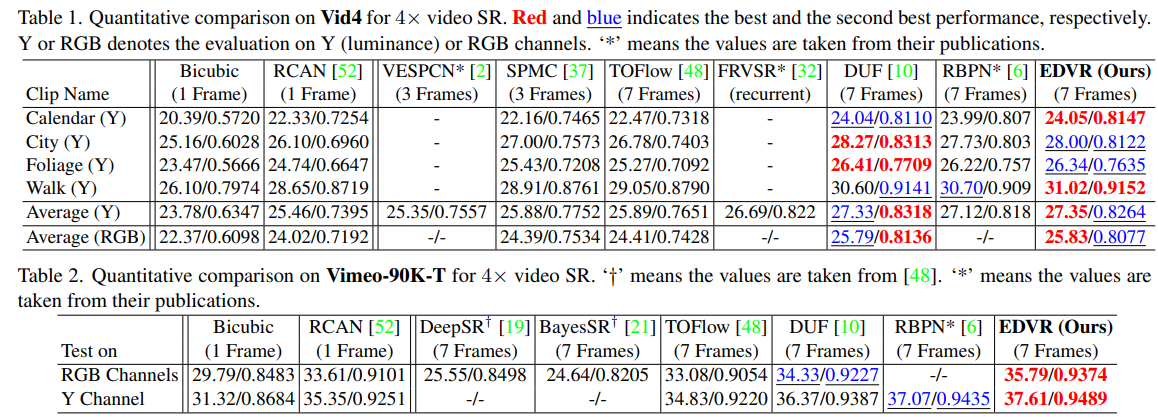 Table 1. Quantitative comparison on Vid4 for 4× video SR. Red and blue indicates the best and the second best performance, respectively.
Y or RGB denotes the evaluation on Y (luminance) or RGB channels. ‘*’ means the values are taken from their publications.
Bicubic RCAN [52] VESPCN* [2] SPMC [37] TOFlow [48] FRVSR* [32] DUF [10] RBPN* [6] EDVR (Ours)
Clip Name (1 Frame) (1 Frame) (3 Frames) (3 Frames) (7 Frames) (recurrent) (7 Frames) (7 Frames) (7 Frames)
Calendar (Y) 20.39/0.5720 22.33/0.7254 - 22.16/0.7465 22.47/0.7318 - 24.04/0.8110 23.99/0.807 24.05/0.8147
City (Y) 25.16/0.6028 26.10/0.6960 - 27.00/0.7573 26.78/0.7403 - 28.27/0.8313 27.73/0.803 28.00/0.8122
Foliage (Y) 23.47/0.5666 24.74/0.6647 - 25.43/0.7208 25.27/0.7092 - 26.41/0.7709 26.22/0.757 26.34/0.7635
Walk (Y) 26.10/0.7974 28.65/0.8719 - 28.91/0.8761 29.05/0.8790 - 30.60/0.9141 30.70/0.909 31.02/0.9152
Average (Y) 23.78/0.6347 25.46/0.7395 25.35/0.7557 25.88/0.7752 25.89/0.7651 26.69/0.822 27.33/0.8318 27.12/0.818 27.35/0.8264
Average (RGB) 22.37/0.6098 24.02/0.7192 -/- 24.39/0.7534 24.41/0.7428 -/- 25.79/0.8136 -/- 25.83/0.8077
Table 2. Quantitative comparison on Vimeo-90K-T for 4× video SR. ‘†’ means the values are taken from [48]. ‘*’ means the values are
taken from their publications.
Bicubic RCAN [52] DeepSR† [19] BayesSR† [21] TOFlow [48] DUF [10] RBPN* [6] EDVR (Ours)
Test on (1 Frame) (1 Frame) (7 Frames) (7 Frames) (7 Frames) (7 Frames) (7 Frames) (7 Frames)
RGB Channels 29.79/0.8483 33.61/0.9101 25.55/0.8498 24.64/0.8205 33.08/0.9054 34.33/0.9227 -/- 35.79/0.9374
Y Channel 31.32/0.8684 35.35/0.9251 -/- -/- 34.83/0.9220 36.37/0.9387 37.07/0.9435 37.61/0.9489